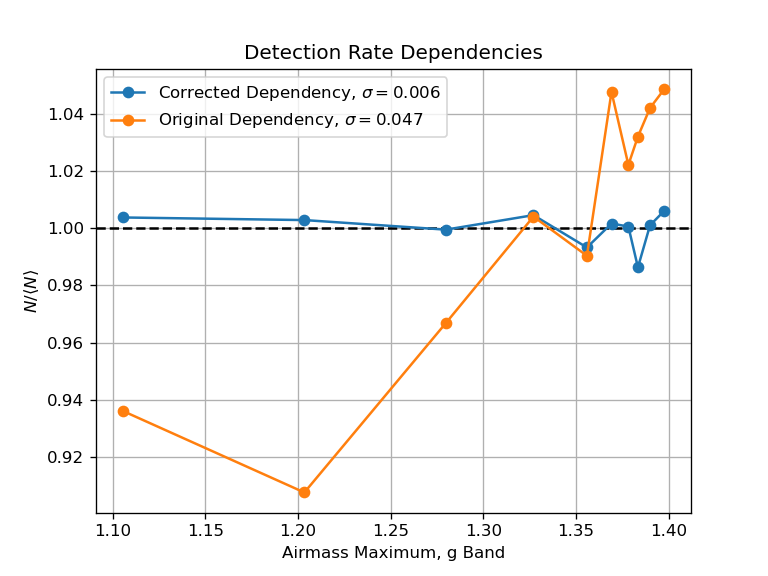 Detection Rate Dependencies
Corrected Dependency, σ = 0.006
Original Dependency, σ = 0.047
1.04
1.02
1.00
0.98
0.96
0.94
0.92
N/⟨N⟩
1.10 1.15 1.20 1.25 1.30 1.35 1.40
Airmass Maximum, g Band